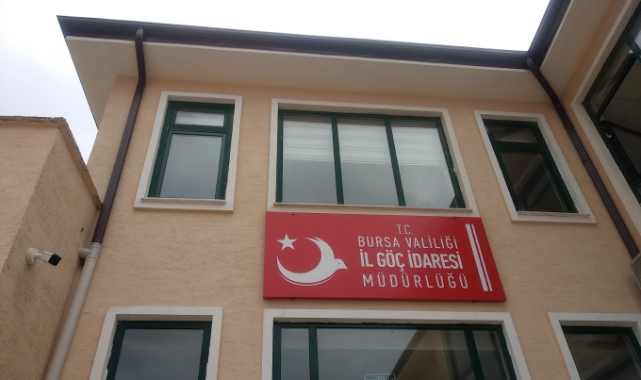 T.C.
BURSA VALİLİĞİ
İL GÖÇ İDARESİ
MÜDÜRLÜĞÜ